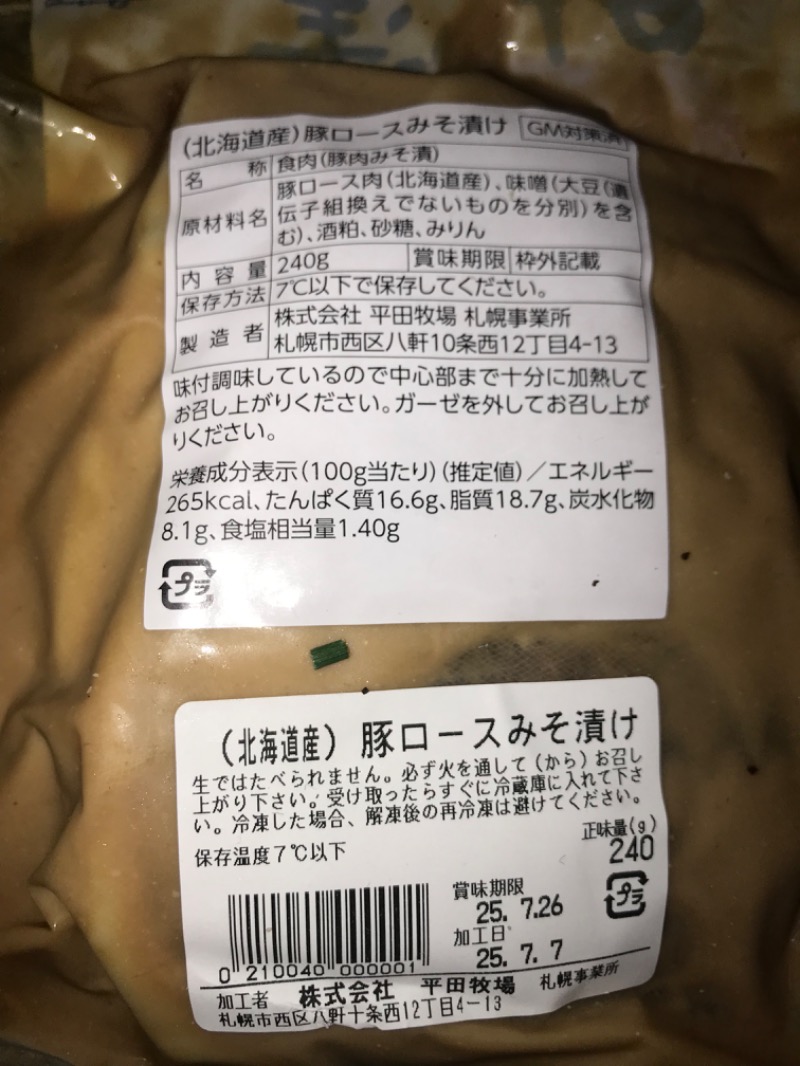 (北海道産)豚ロースみそ漬け GM対策済
名 称 食肉(豚肉みそ漬)
原材料名 豚ロース肉(北海道産)、味噌(大豆(遺
伝子組換えでないものを分別)を含
む)、酒粕、砂糖、みりん
内 容 量 240g 賞味期限 枠外記載
保存方法 7℃以下で保存してください。
製 造 者 株式会社 平田牧場 札幌事業所
札幌市西区八軒10条西12丁目4-13
味付調味しているので中心部まで十分に加熱して
お召し上がりください。ガーゼを外してお召し上が
りください。
栄養成分表示(100g当たり)(推定値)/エネルギー
265kcal、たんぱく質16.6g、脂質18.7g、炭水化物
8.1g、食塩相当量1.40g
プラ
(北海道産) 豚ロースみそ漬け
生ではたべられません。必ず火を通して(から)お召し
上がり下さい。受け取ったらすぐに冷蔵庫に入れて下さ
い。冷凍した場合、解凍後の再冷凍は避けてください。
正味量(g)
保存温度7℃以下 240
賞味期限
25. 7.26
プラ
加工日
25. 7. 7
0 210040 000001
加工者 株式会社 平田牧場 札幌事業所
札幌市西区八軒十条西12丁目4-13